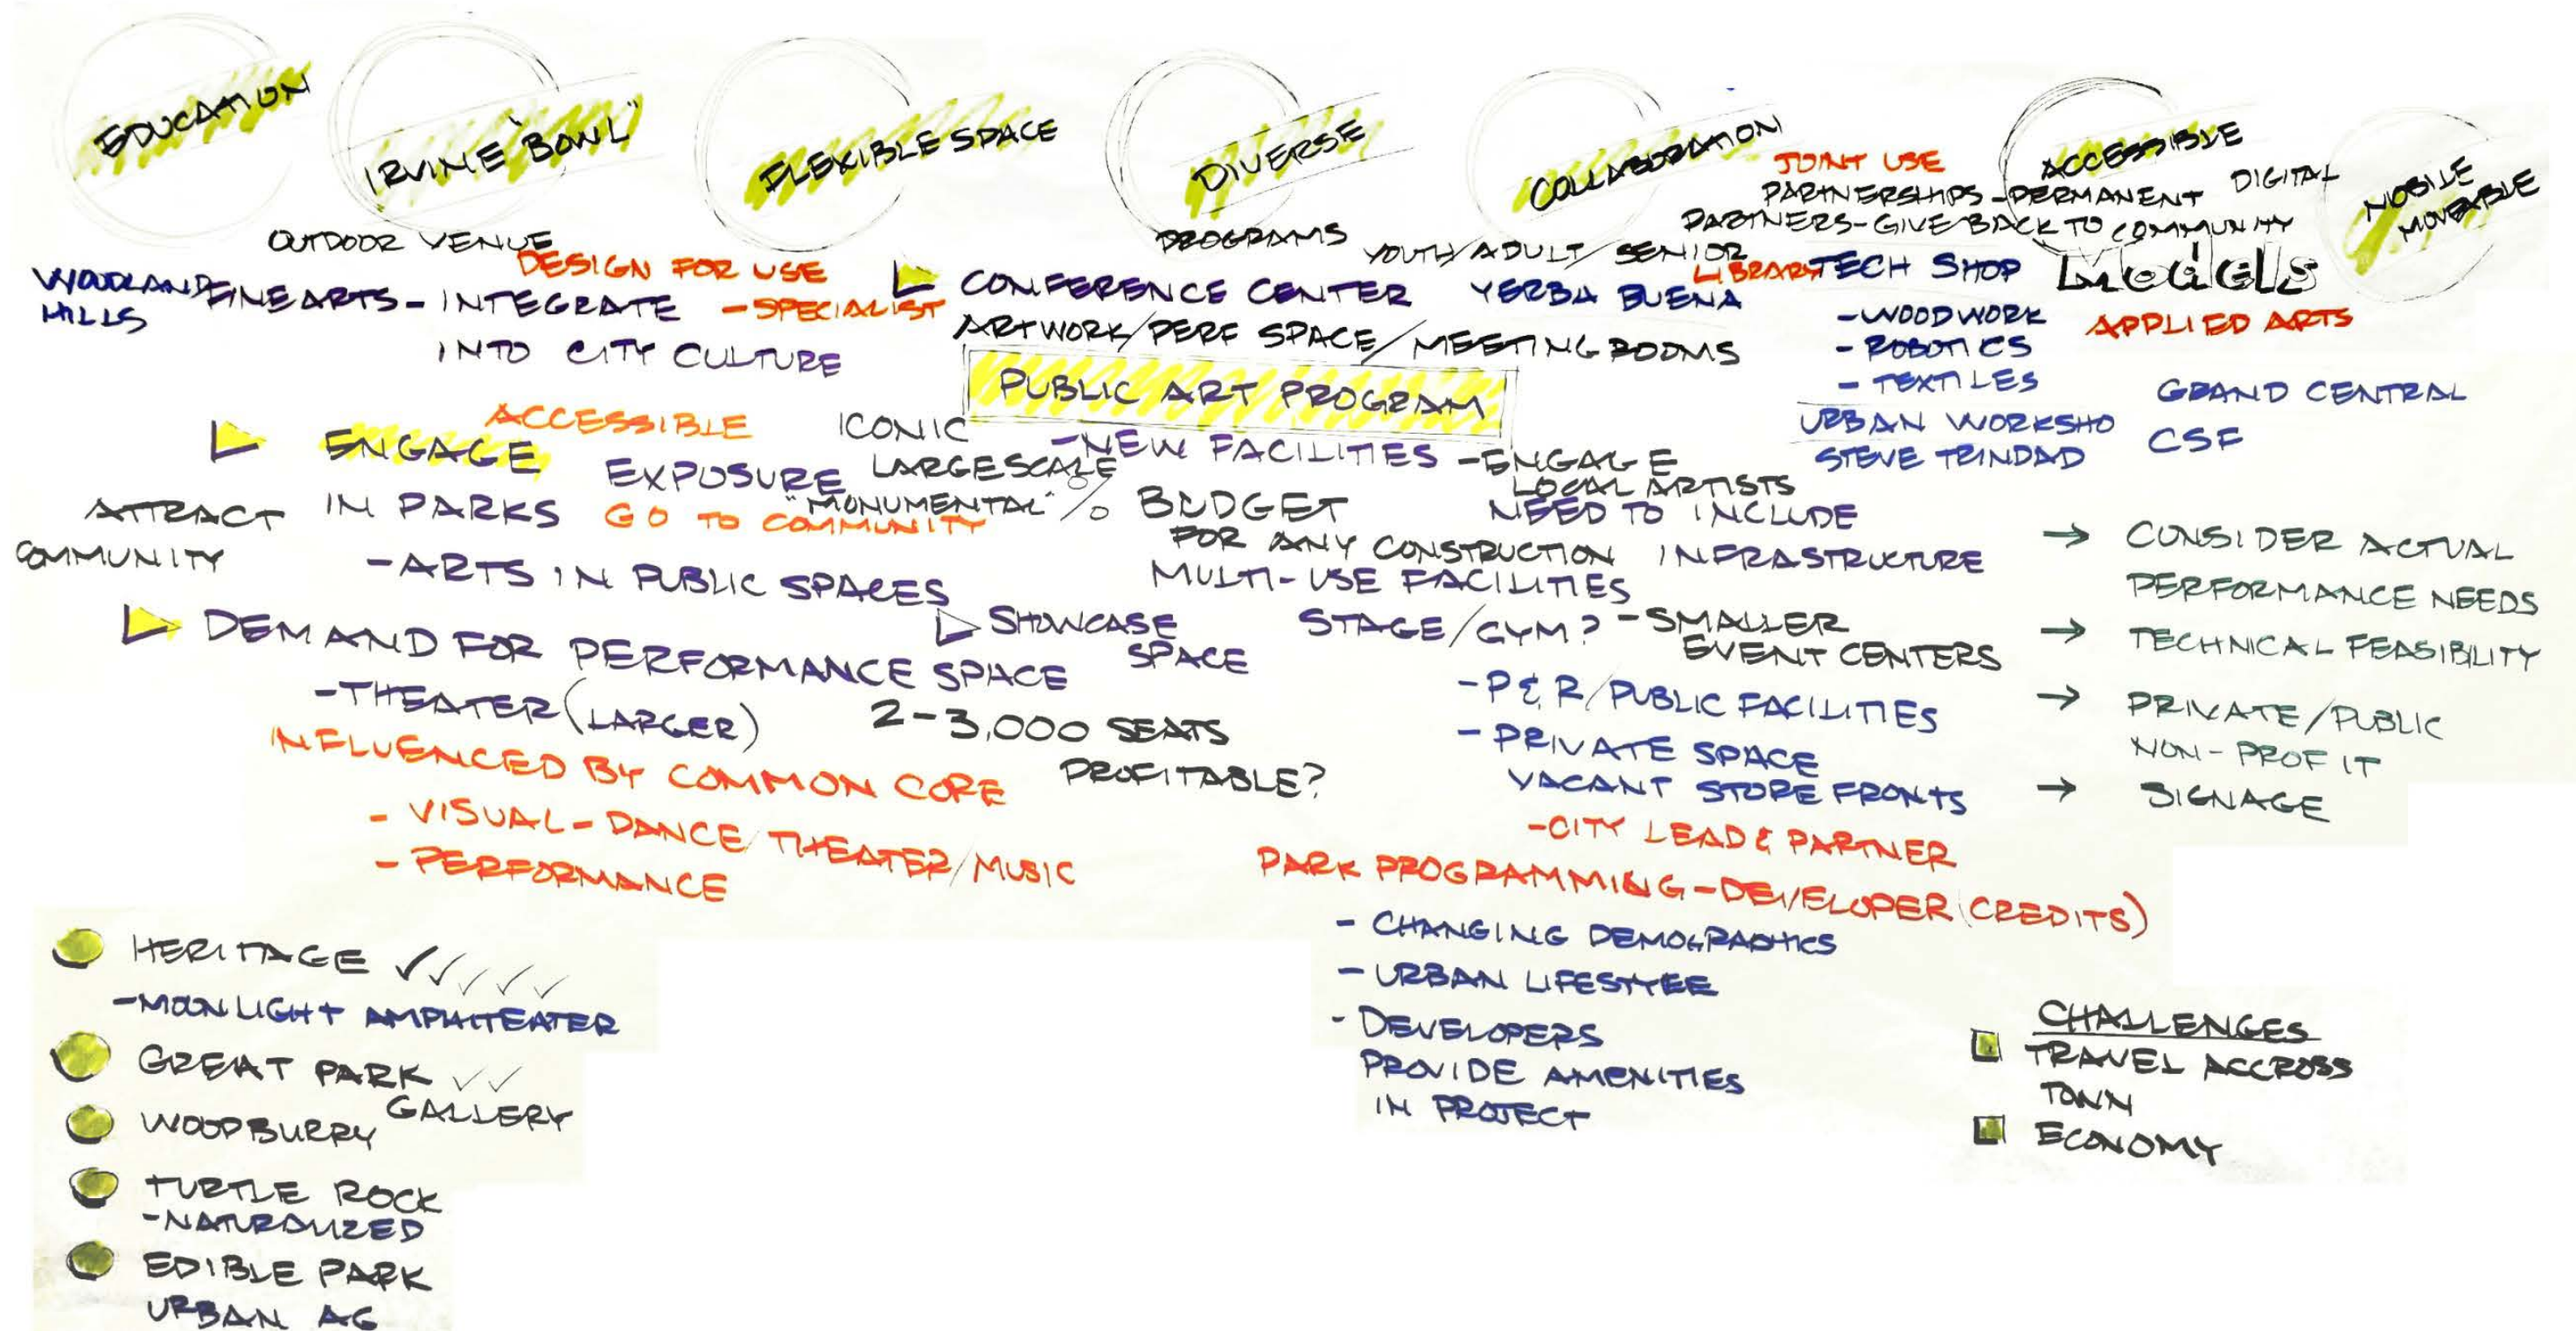 EDUCATION
IRVINE "BOWL"
FLEXIBLE SPACE
DIVERSE
COLLABORATION
ACCESSIBLE
MOBILE
MOVEABLE
OUTDOOR VENUE
PROGRAMS
YOUTH/ADULT/SENIOR
JOINT USE
PARTNERSHIPS-PERMANENT
DIGITAL
PARTNERS-GIVE BACK TO COMMUNITY
WOODLAND
HILLS
FINE ARTS - INTEGRATE
INTO CITY CULTURE
DESIGN FOR USE
- SPECIALIST
CONFERENCE CENTER
ARTWORK/PERF SPACE/MEETING ROOMS
YERBA BUENA
LIBRARY
TECH SHOP
- WOODWORK
- ROBOTICS
- TEXTILES
URBAN WORKSHO
STEVE TRINDAD
Models
APPLIED ARTS
GRAND CENTRAL
CSF
PUBLIC ART PROGRAM
- NEW FACILITIES
- ENGAGE
LOCAL ARTISTS
NEED TO INCLUDE
INFRASTRUCTURE
ACCESSIBLE
ENGAGE
IN PARKS
- ARTS IN PUBLIC SPACES
ATTRACT
COMMUNITY
EXPOSURE
GO TO COMMUNITY
ICONIC
LARGESCALE
"MONUMENTAL"
% BUDGET
FOR ANY CONSTRUCTION
MULTI-USE FACILITIES
STAGE/GYM?
- SMALLER
EVENT CENTERS
- P & R/PUBLIC FACILITIES
- PRIVATE SPACE
VACANT STORE FRONTS
- CITY LEAD & PARTNER
→ CONSIDER ACTUAL
PERFORMANCE NEEDS
→ TECHNICAL FEASIBILITY
→ PRIVATE/PUBLIC
NON-PROFIT
→ SIGNAGE
DEMAND FOR PERFORMANCE SPACE
- THEATER (LARGER)
2-3,000 SEATS
PROFITABLE?
SHOWCASE
SPACE
INFLUENCED BY COMMON CORE
- VISUAL - DANCE/THEATER/MUSIC
- PERFORMANCE
PARK PROGRAMMING - DEVELOPER (CREDITS)
- CHANGING DEMOGRAPHICS
- URBAN LIFESTYEE
- DEVELOPERS
PROVIDE AMENITIES
IN PROJECT
HERITAGE ✓✓✓✓✓
- MOONLIGHT AMPHITEATER
GREAT PARK ✓✓
GALLERY
WOODBURRY
TURTLE ROCK
- NATURALIZED
EDIBLE PARK
URBAN AG
CHALLENGES
TRAVEL ACCROSS
TOWN
ECONOMY